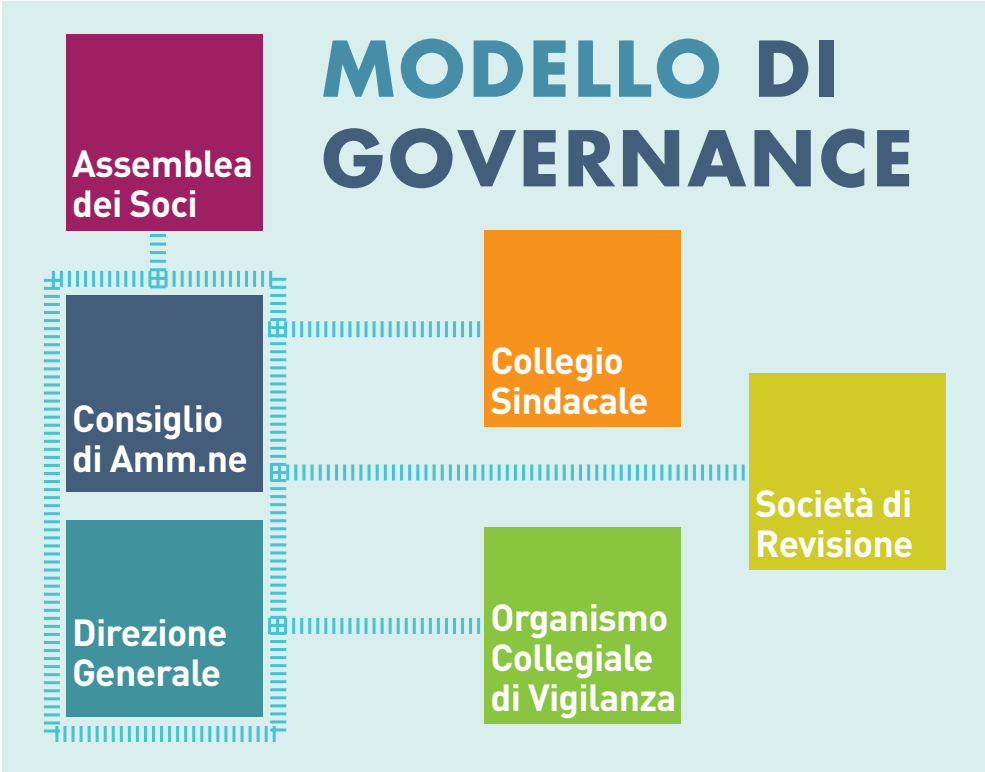 MODELLO DI
GOVERNANCE
Assemblea
dei Soci
Consiglio
di Amm.ne
Collegio
Sindacale
Società di
Revisione
Direzione
Generale
Organismo
Collegiale
di Vigilanza